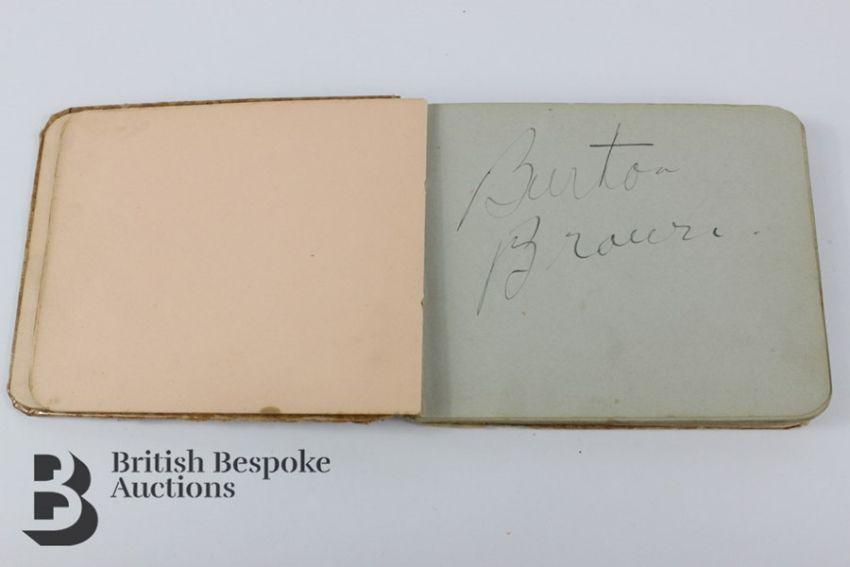 Burton
Brown.
British Bespoke
Auctions